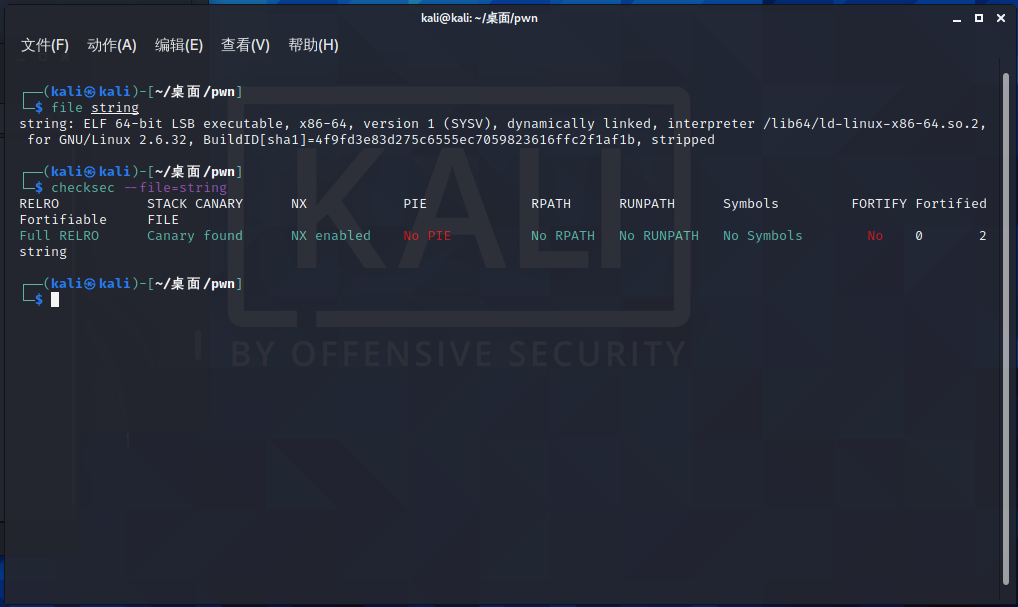 kali@kali: ~/桌面/pwn
文件(F) 动作(A) 编辑(E) 查看(V) 帮助(H)
┌──(kali㉿kali)-[~/桌面/pwn]
└─$ file string
string: ELF 64-bit LSB executable, x86-64, version 1 (SYSV), dynamically linked, interpreter /lib64/ld-linux-x86-64.so.2,
for GNU/Linux 2.6.32, BuildID[sha1]=4f9fd3e83d275c6555ec7059823616ffc2f1af1b, stripped
┌──(kali㉿kali)-[~/桌面/pwn]
└─$ checksec --file=string
RELRO STACK CANARY NX PIE RPATH RUNPATH Symbols FORTIFY Fortified
Fortifiable FILE
Full RELRO Canary found NX enabled No PIE No RPATH No RUNPATH No Symbols No 0 2
string
┌──(kali㉿kali)-[~/桌面/pwn]
└─$
KALI
BY OFFENSIVE SECURITY